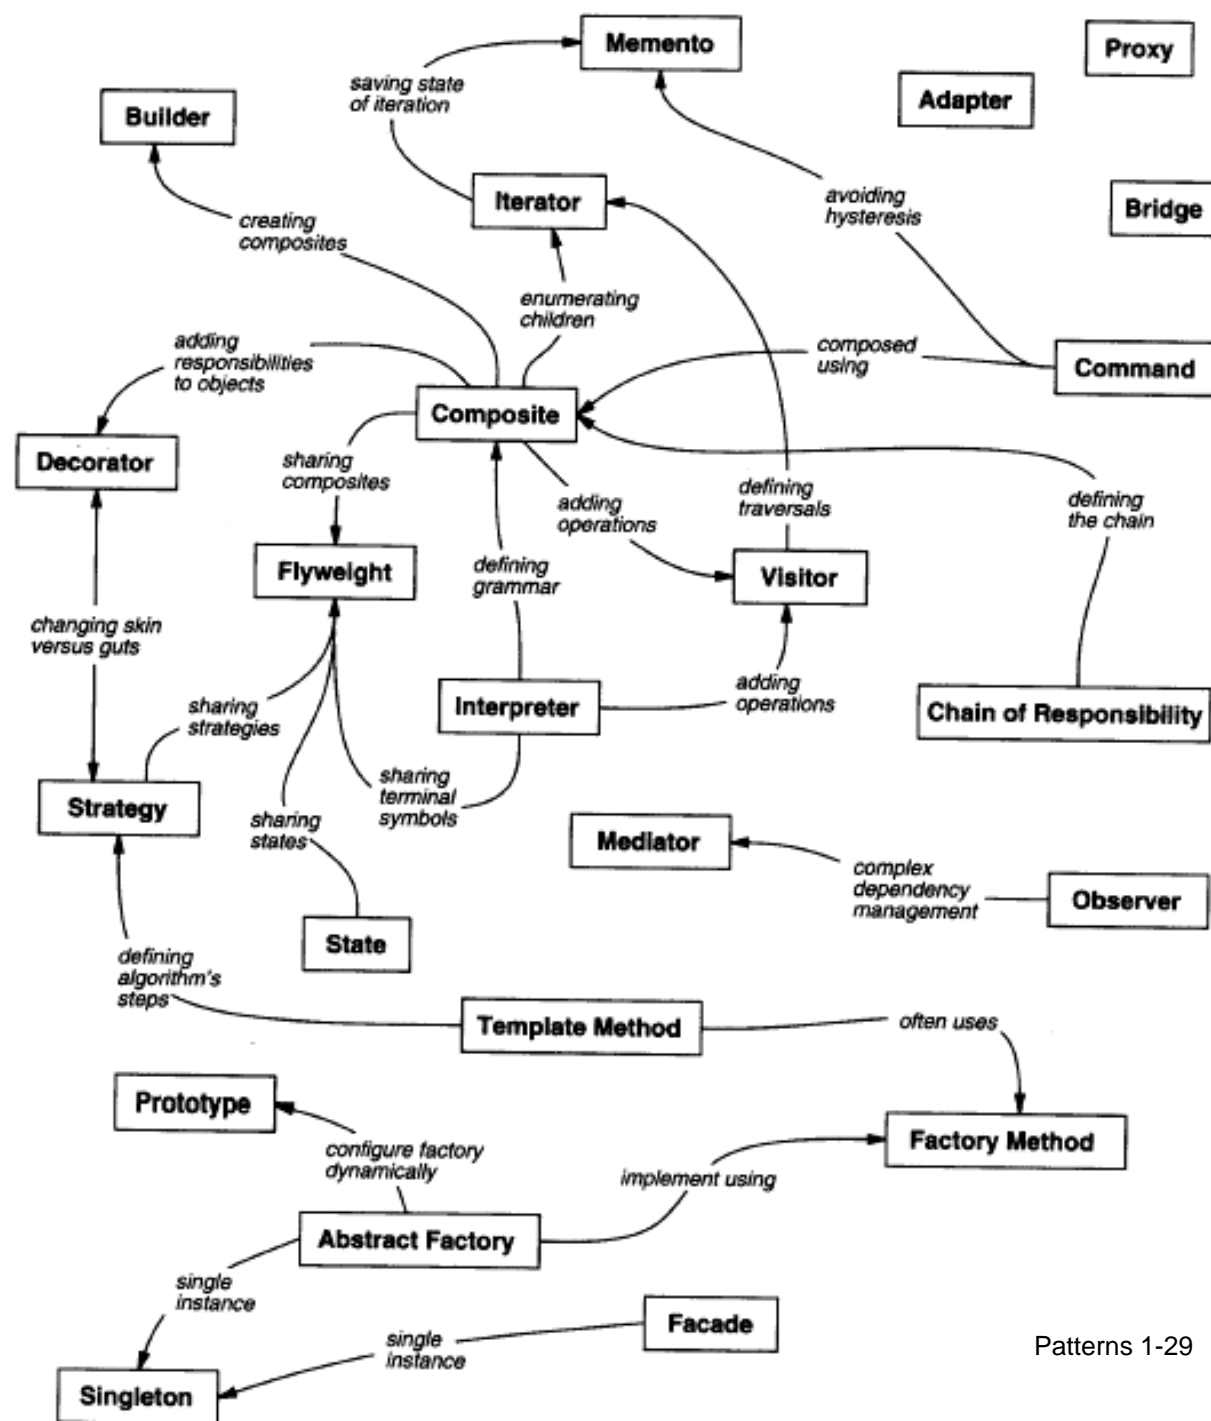 Memento
Proxy
saving state
of iteration
Adapter
Builder
Iterator
avoiding
hysteresis
Bridge
creating
composites
enumerating
children
adding
responsibilities
to objects
composed
using
Command
Composite
Decorator
sharing
composites
adding
operations
defining
traversals
defining
the chain
Flyweight
defining
grammar
Visitor
changing skin
versus guts
sharing
strategies
Interpreter
adding
operations
Chain of Responsibility
Strategy
sharing
terminal
symbols
sharing
states
Mediator
complex
dependency
management
Observer
State
defining
algorithm's
steps
Template Method
often uses
Prototype
configure factory
dynamically
Factory Method
implement using
Abstract Factory
single
instance
Facade
single
instance
Patterns 1-29
Singleton